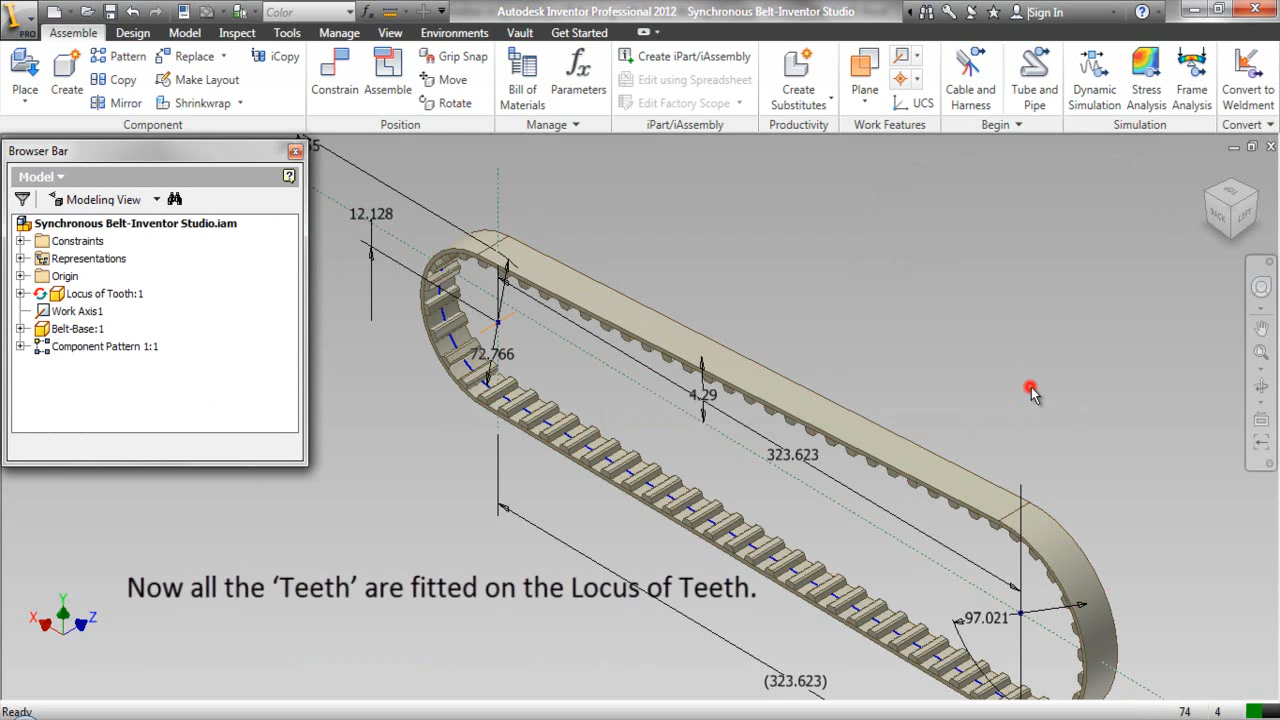 PRO
Color
Autodesk Inventor Professional 2012 Synchronous Belt-Inventor Studio
Sign In
Assemble Design Model Inspect Tools Manage View Environments Vault Get Started
Place
Create
Pattern
Copy
Mirror
Replace
Make Layout
Shrinkwrap
iCopy
Component
Constrain
Assemble
Grip Snap
Move
Rotate
Position
Bill of
Materials
Parameters
Manage
Create iPart/iAssembly
Edit using Spreadsheet
Edit Factory Scope
iPart/iAssembly
Create
Substitutes
Productivity
Plane
UCS
Work Features
Cable and
Harness
Tube and
Pipe
Begin
Dynamic
Simulation
Stress
Analysis
Frame
Analysis
Simulation
Convert to
Weldment
Convert
Browser Bar
Model
Modeling View
Synchronous Belt-Inventor Studio.iam
Constraints
Representations
Origin
Locus of Tooth:1
Work Axis1
Belt-Base:1
Component Pattern 1:1
12.128
72.766
4.29
323.623
97.021
(323.623)
TOP
BACK
LEFT
Now all the ‘Teeth’ are fitted on the Locus of Teeth.
X
Y
Z
Ready
74 4